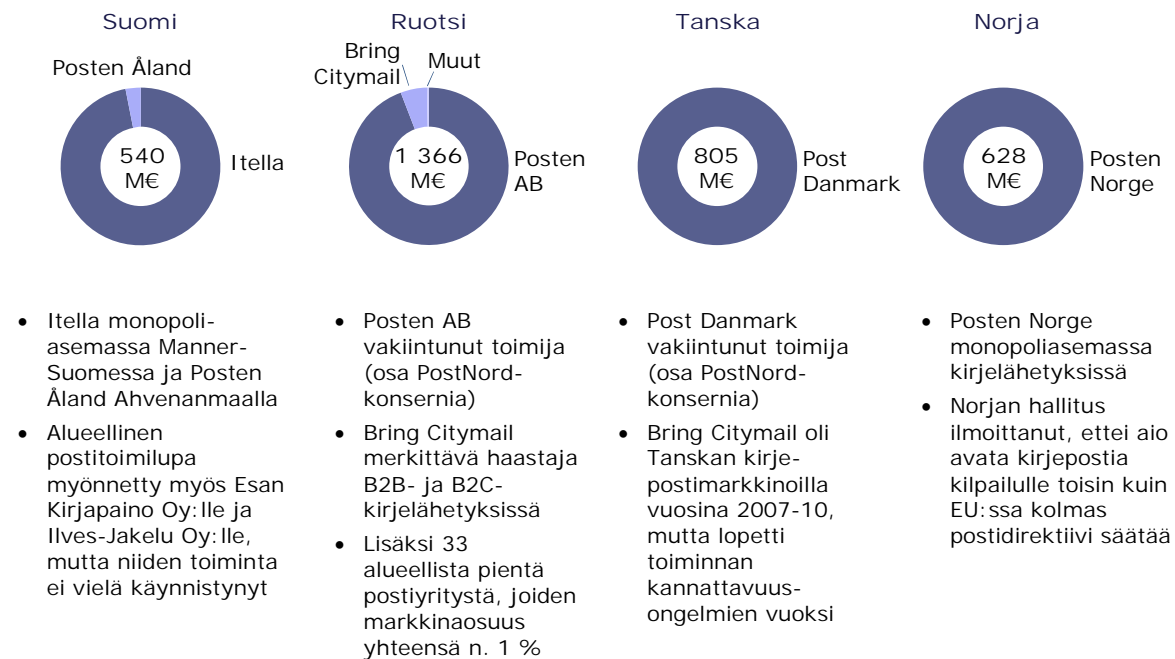 Suomi
Posten Åland
540
M€
Itella
• Itella monopoli-
asemassa Manner-
Suomessa ja Posten
Åland Ahvenanmaalla
• Alueellinen
postitoimilupa
myönnetty myös Esan
Kirjapaino Oy:lle ja
Ilves-Jakelu Oy:lle,
mutta niiden toiminta
ei vielä käynnistynyt
Ruotsi
Bring
Citymail
Muut
1 366
M€
Posten
AB
• Posten AB
vakiintunut toimija
(osa PostNord-
konsernia)
• Bring Citymail
merkittävä haastaja
B2B- ja B2C-
kirjelähetyksissä
• Lisäksi 33
alueellista pientä
postiyritystä, joiden
markkinaosuus
yhteensä n. 1 %
Tanska
805
M€
Post
Danmark
• Post Danmark
vakiintunut toimija
(osa PostNord-
konsernia)
• Bring Citymail oli
Tanskan kirje-
postimarkkinoilla
vuosina 2007-10,
mutta lopetti
toiminnan
kannattavuus-
ongelmien vuoksi
Norja
628
M€
Posten
Norge
• Posten Norge
monopoliasemassa
kirjelähetyksissä
• Norjan hallitus
ilmoittanut, ettei aio
avata kirjepostia
kilpailulle toisin kuin
EU:ssa kolmas
postidirektiivi säätää